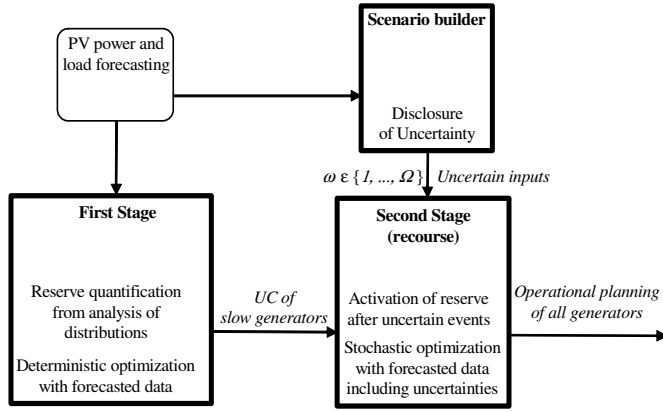 PV power and
load forecasting
Scenario builder
Disclosure
of Uncertainty
ω ε {1, ..., Ω} Uncertain inputs
First Stage
Reserve quantification
from analysis of
distributions
Deterministic optimization
with forecasted data
UC of
slow generators
Second Stage
(recourse)
Activation of reserve
after uncertain events
Stochastic optimization
with forecasted data
including uncertainties
Operational planning
of all generators